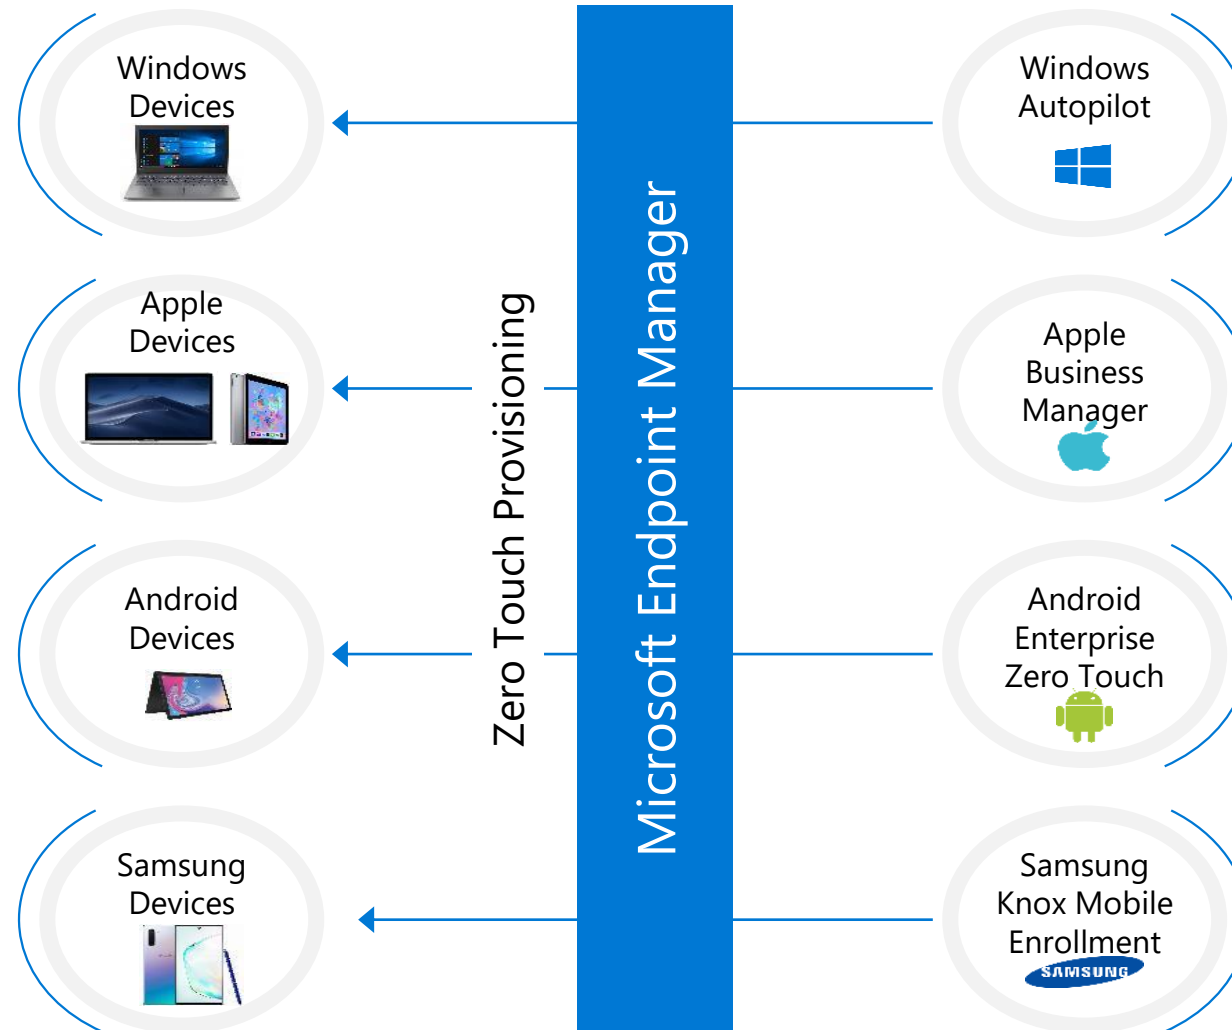 Windows
Devices
Windows
Autopilot
Apple
Devices
Apple
Business
Manager
Zero Touch Provisioning
Microsoft Endpoint Manager
Android
Devices
Android
Enterprise
Zero Touch
Samsung
Devices
Samsung
Knox Mobile
Enrollment
SAMSUNG